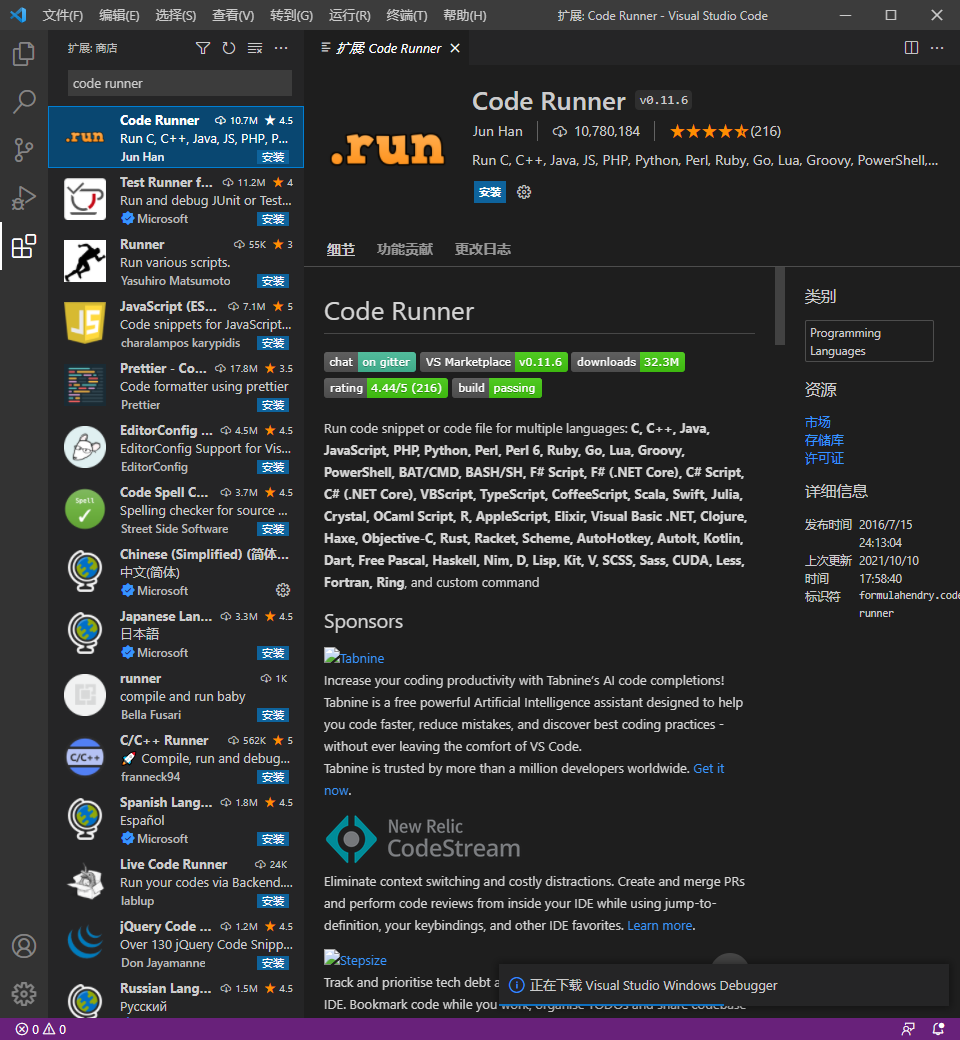 文件(F) 编辑(E) 选择(S) 查看(V) 转到(G) 运行(R) 终端(T) 帮助(H) 扩展: Code Runner - Visual Studio Code
扩展: 商店
code runner
Code Runner 10.7M 4.5
Run C, C++, Java, JS, PHP, P...
Jun Han 安装
Test Runner f... 11.2M 4
Run and debug JUnit or Test...
Microsoft 安装
Runner 55K 3
Run various scripts.
Yasuhiro Matsumoto 安装
JavaScript (ES... 7.1M 5
Code snippets for JavaScript...
charalampos karypidis 安装
Prettier - Co... 17.8M 3.5
Code formatter using prettier
Prettier 安装
EditorConfig ... 4.5M 4.5
EditorConfig Support for Vis...
EditorConfig 安装
Code Spell C... 3.7M 4.5
Spelling checker for source ...
Street Side Software 安装
Chinese (Simplified) (简体...
中文(简体)
Microsoft
Japanese Lan... 3.3M 4.5
日本語
Microsoft 安装
runner 1K
compile and run baby
Bella Fusari 安装
C/C++ Runner 562K 5
🚀 Compile, run and debug...
franneck94 安装
Spanish Lang... 1.8M 4.5
Español
Microsoft 安装
Live Code Runner 24K
Run your codes via Backend....
lablup 安装
jQuery Code ... 1.2M 4.5
Over 130 jQuery Code Snipp...
Don Jayamanne 安装
Russian Lang... 1.5M 4.5
Русский
.run
JS
Spell
C/C++
扩展 Code Runner
.run
Code Runner v0.11.6
Jun Han 10,780,184 (216)
Run C, C++, Java, JS, PHP, Python, Perl, Ruby, Go, Lua, Groovy, PowerShell,...
安装
细节 功能贡献 更改日志
Code Runner
chat on gitter VS Marketplace v0.11.6 downloads 32.3M
rating 4.44/5 (216) build passing
Run code snippet or code file for multiple languages: C, C++, Java,
JavaScript, PHP, Python, Perl, Perl 6, Ruby, Go, Lua, Groovy,
PowerShell, BAT/CMD, BASH/SH, F# Script, F# (.NET Core), C# Script,
C# (.NET Core), VBScript, TypeScript, CoffeeScript, Scala, Swift, Julia,
Crystal, OCaml Script, R, AppleScript, Elixir, Visual Basic .NET, Clojure,
Haxe, Objective-C, Rust, Racket, Scheme, AutoHotkey, AutoIt, Kotlin,
Dart, Free Pascal, Haskell, Nim, D, Lisp, Kit, V, SCSS, Sass, CUDA, Less,
Fortran, Ring, and custom command
Sponsors
Tabnine
Increase your coding productivity with Tabnine's AI code completions!
Tabnine is a free powerful Artificial Intelligence assistant designed to help
you code faster, reduce mistakes, and discover best coding practices -
without ever leaving the comfort of VS Code.
Tabnine is trusted by more than a million developers worldwide. Get it
now.
New Relic
CodeStream
Eliminate context switching and costly distractions. Create and merge PRs
and perform code reviews from inside your IDE while using jump-to-
definition, your keybindings, and other IDE favorites. Learn more.
Stepsize
Track and prioritise tech debt a
IDE. Bookmark code while you work, organise TODOs and share codebase
类别
Programming
Languages
资源
市场
存储库
许可证
详细信息
发布时间 2016/7/15
24:13:04
上次更新 2021/10/10
时间 17:58:40
标识符 formulahendry.code
runner
正在下载 Visual Studio Windows Debugger
0 0